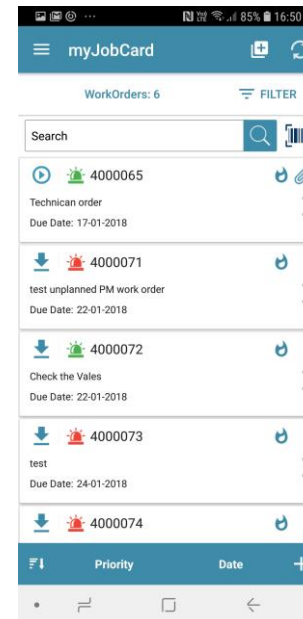 85% 16:50
myJobCard
WorkOrders: 6 FILTER
Search
4000065
Technican order
Due Date: 17-01-2018
4000071
test unplanned PM work order
Due Date: 22-01-2018
4000072
Check the Vales
Due Date: 22-01-2018
4000073
test
Due Date: 24-01-2018
4000074
Priority Date